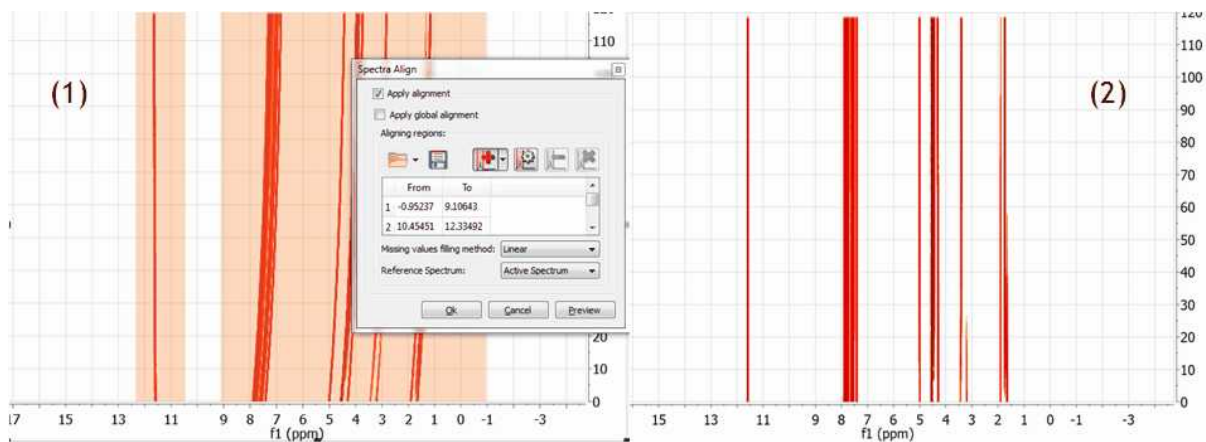 (1)
Spectra Align
Apply alignment
Apply global alignment
Aligning regions:
From To
1 -0.95237 9.10643
2 10.45451 12.33492
Missing values filling method: Linear
Reference Spectrum: Active Spectrum
Ok Cancel Preview
120
110
20
10
0
17 15 13 11 9 8 7 6 5 4 3 2 1 0 -1 -3
f1 (ppm)
(2)
120
110
100
90
80
70
60
50
40
30
20
10
0
15 13 11 9 8 7 6 5 4 3 2 1 0 -1 -3
f1 (ppm)